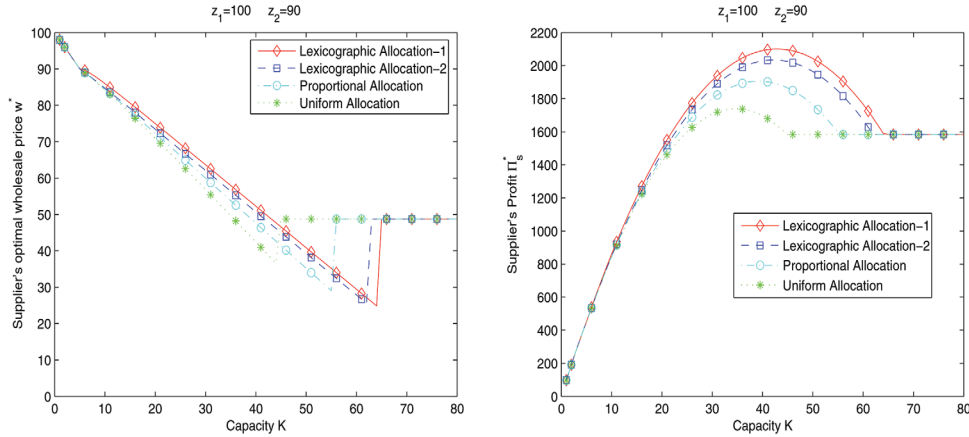 z₁=100 z₂=90
Supplier's optimal wholesale price w*
100
90
80
70
60
50
40
30
20
10
0
Lexicographic Allocation−1
Lexicographic Allocation−2
Proportional Allocation
Uniform Allocation
0 10 20 30 40 50 60 70 80
Capacity K
z₁=100 z₂=90
Supplier's Profit Π*ₛ
2200
2000
1800
1600
1400
1200
1000
800
600
400
200
0
Lexicographic Allocation−1
Lexicographic Allocation−2
Proportional Allocation
Uniform Allocation
0 10 20 30 40 50 60 70 80
Capacity K